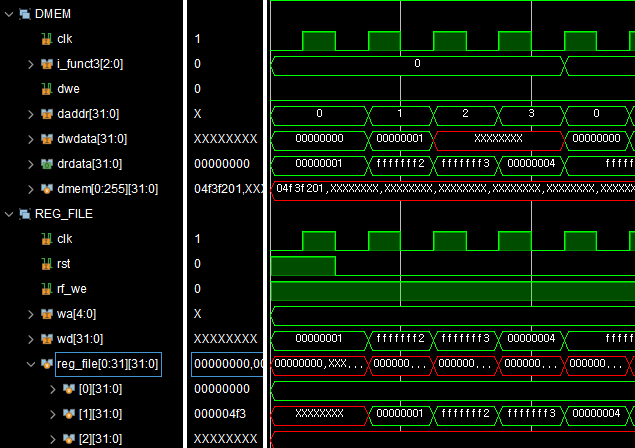 DMEM
clk 1
i_funct3[2:0] 0 0
dwe 0
daddr[31:0] X 0 1 2 3 0
dwdata[31:0] XXXXXXXX 00000000 00000001 XXXXXXXX 00000000
drdata[31:0] 00000000 00000001 fffffff2 fffffff3 00000004 fffff
dmem[0:255][31:0] 04f3f201,XXX 04f3f201,XXXXXXXX,XXXXXXXX,XXXXXXXX,XXXXXXXX,XXXXXXXX,XXXX
REG_FILE
clk 1
rst 0
rf_we 0
wa[4:0] X
wd[31:0] XXXXXXXX 00000001 fffffff2 fffffff3 00000004 fffff
reg_file[0:31][31:0] 00000000,00 00000000,XXX... 000000... 000000... 000000... 000000...
[0][31:0] 00000000
[1][31:0] 000004f3 XXXXXXXX 00000001 fffffff2 fffffff3 00000004
[2][31:0] XXXXXXXX